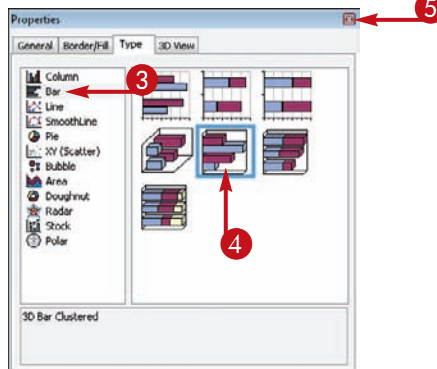 Properties
5
General Border/Fill Type 3D View
Column
3
Bar
Line
SmoothLine
Pie
XY (Scatter)
Bubble
Area
Doughnut
Radar
Stock
Polar
4
3D Bar Clustered